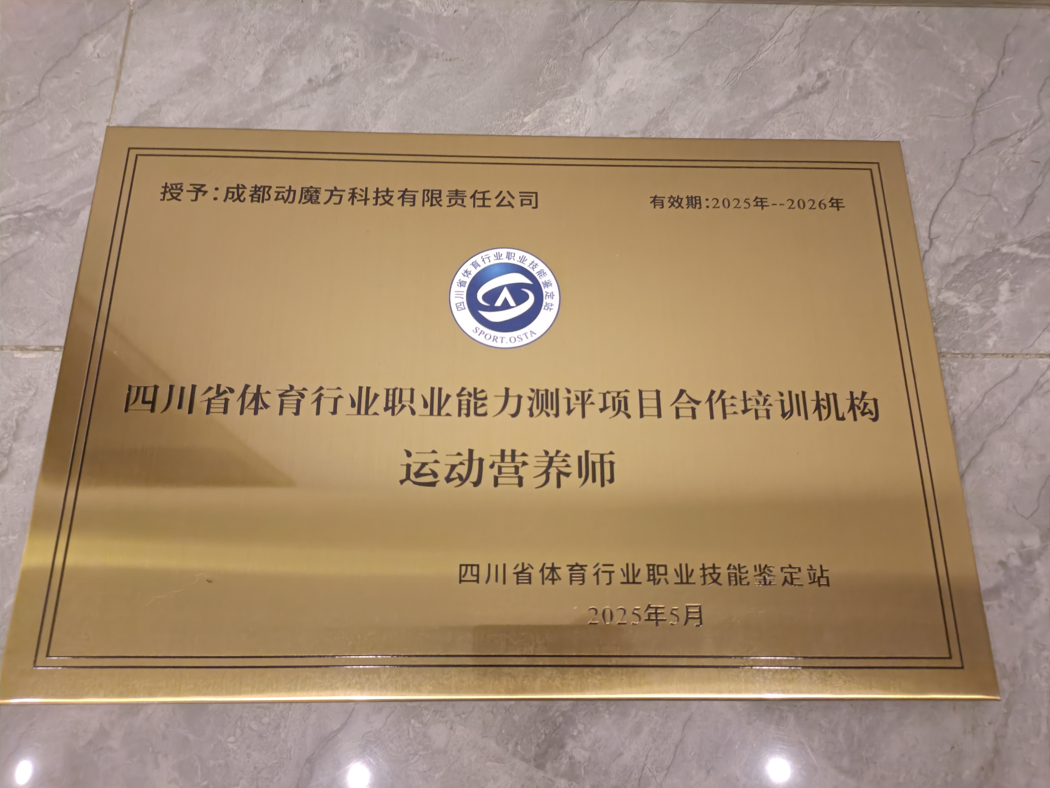 授予:成都动魔方科技有限责任公司
有效期:2025年--2026年
四川省体育行业职业技能鉴定站
SPORT.OSTA
四川省体育行业职业能力测评项目合作培训机构
运动营养师
四川省体育行业职业技能鉴定站
2025年5月